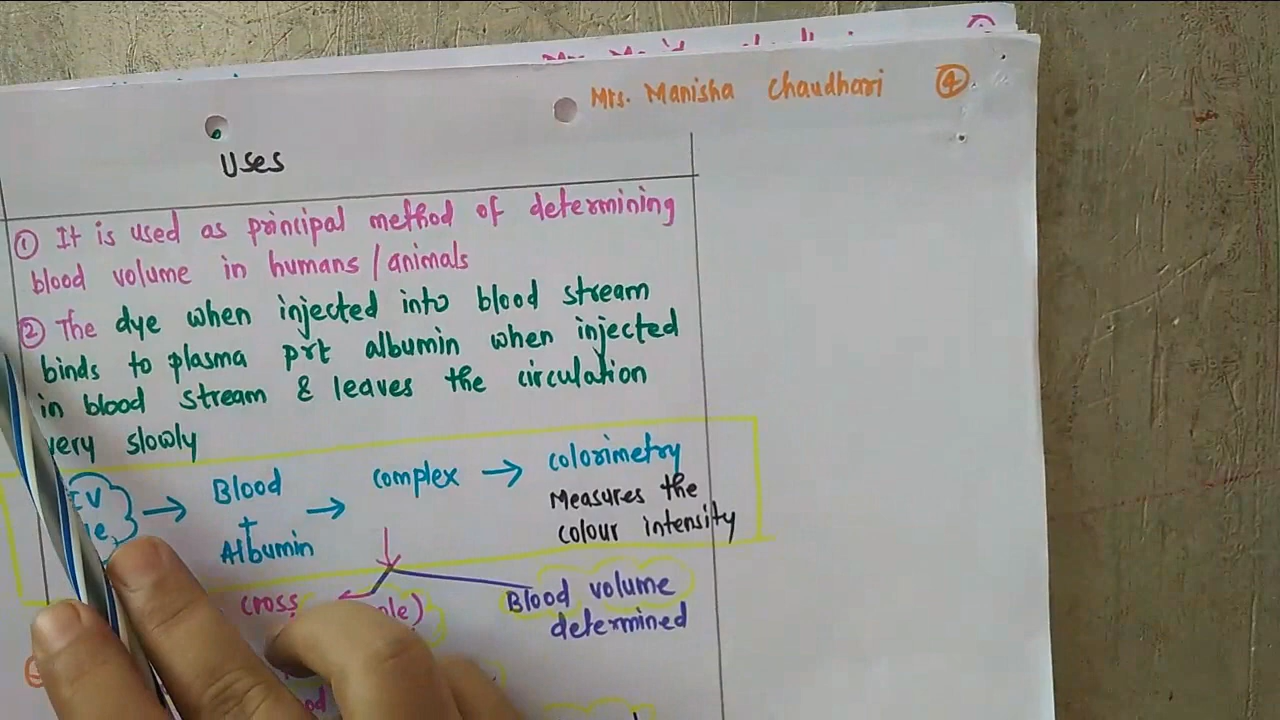 Mrs. Manisha Chaudhari ④
Uses
① It is used as principal method of determining
blood volume in humans / animals
② The dye when injected into blood stream
binds to plasma prt albumin when injected
in blood stream & leaves the circulation
very slowly
IV → Blood + Albumin → complex → colorimetry
Measures the
colour intensity
cross
Blood volume
determined